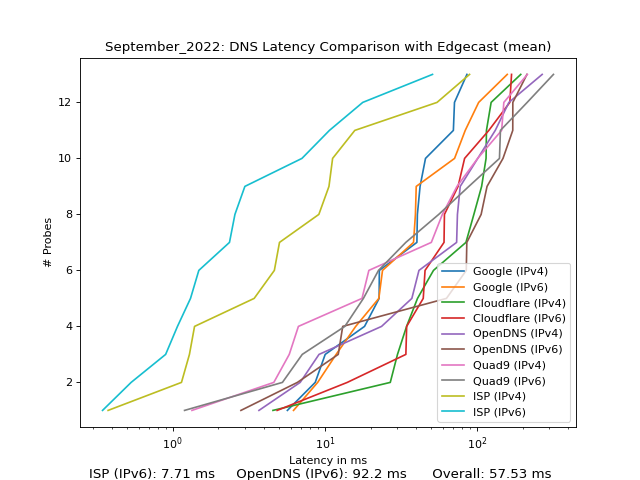 September_2022: DNS Latency Comparison with Edgecast (mean)
# Probes
12
10
8
6
4
2
Google (IPv4)
Google (IPv6)
Cloudflare (IPv4)
Cloudflare (IPv6)
OpenDNS (IPv4)
OpenDNS (IPv6)
Quad9 (IPv4)
Quad9 (IPv6)
ISP (IPv4)
ISP (IPv6)
10⁰ 10¹ 10²
Latency in ms
ISP (IPv6): 7.71 ms OpenDNS (IPv6): 92.2 ms Overall: 57.53 ms